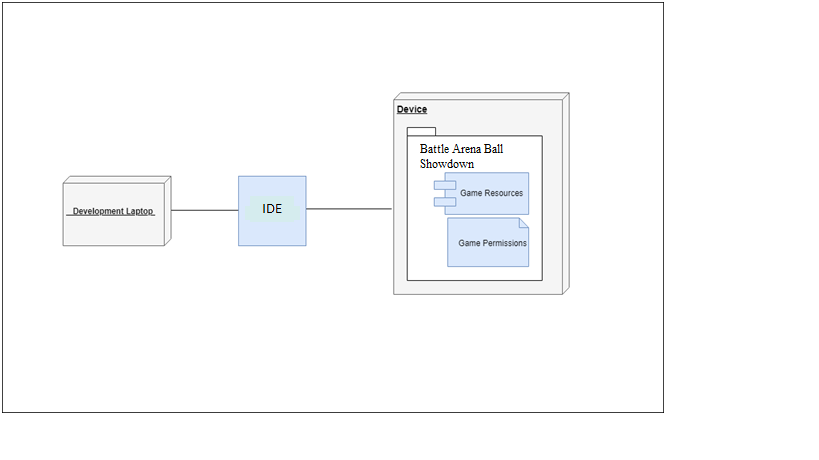 Device
Battle Arena Ball
Showdown
Game Resources
Development Laptop
IDE
Game Permissions